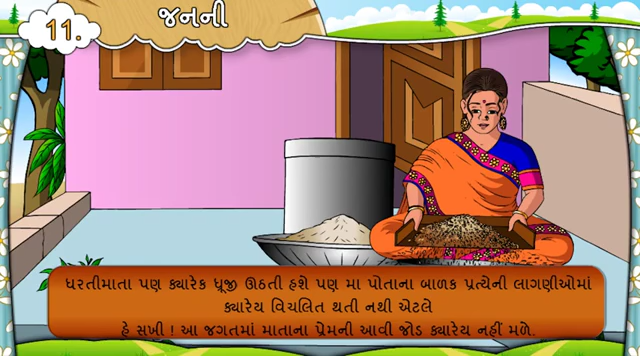 જનની
11.
ધરતીમાતા પણ ક્યારેક ધ્રૂજી ઊઠતી હશે પણ મા પોતાના બાળક પ્રત્યેની લાગણીઓમાં
ક્યારેય વિચલિત થતી નથી એટલે
હે સખી ! આ જગતમાં માતાના પ્રેમની આવી જોડ ક્યારેય નહીં મળે.